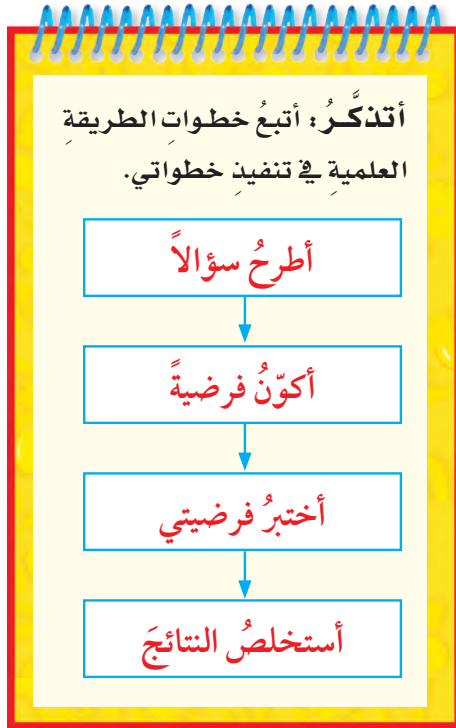 أتذكَّرُ: أتبعُ خطواتِ الطريقةِ
العلميةِ في تنفيذِ خطواتي.
أطرحُ سؤالاً
أكوّنُ فرضيةً
أختبرُ فرضيتي
أستخلصُ النتائجَ